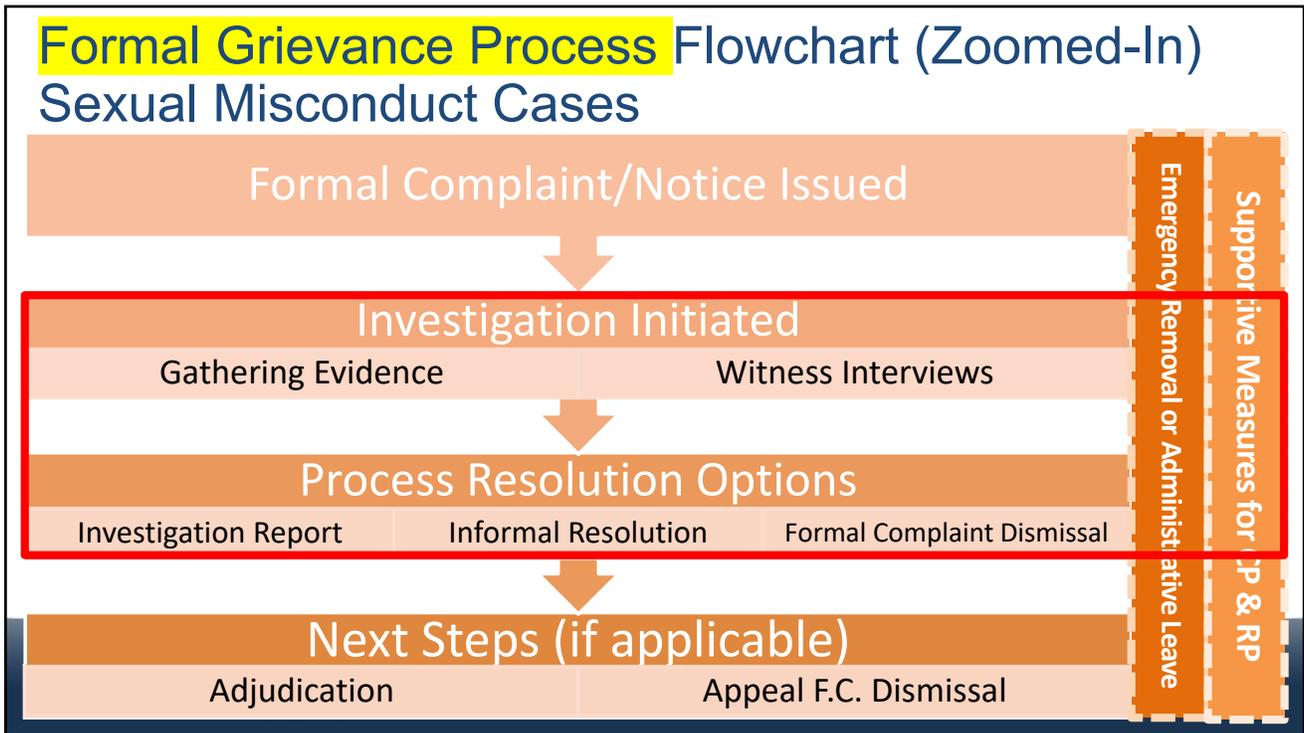 Formal Grievance Process Flowchart (Zoomed-In)
Sexual Misconduct Cases
Formal Complaint/Notice Issued
Investigation Initiated
Gathering Evidence
Witness Interviews
Process Resolution Options
Investigation Report
Informal Resolution
Formal Complaint Dismissal
Next Steps (if applicable)
Adjudication
Appeal F.C. Dismissal
Emergency Removal or Administrative Leave
Supportive Measures for CP & RP